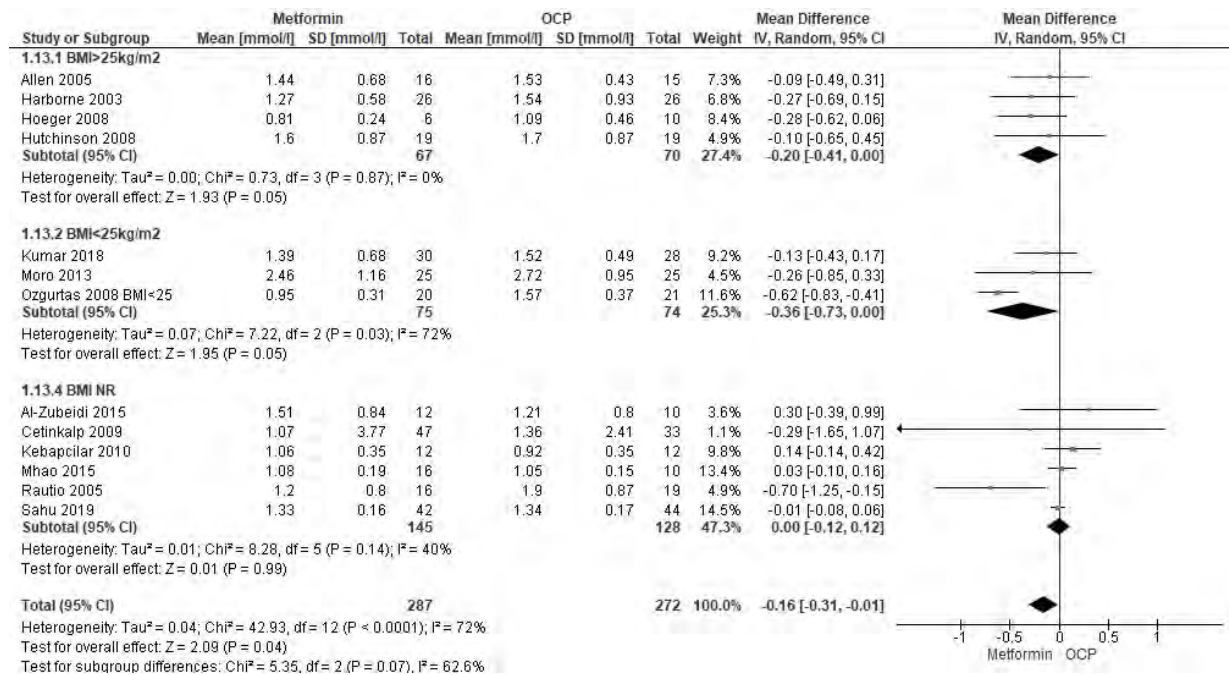 Metformin OCP Mean Difference Mean Difference
Study or Subgroup Mean [mmol/l] SD [mmol/l] Total Mean [mmol/l] SD [mmol/l] Total Weight IV, Random, 95% CI IV, Random, 95% CI
1.13.1 BMI>25kg/m2
Allen 2005 1.44 0.68 16 1.53 0.43 15 7.3% -0.09 [-0.49, 0.31]
Harborne 2003 1.27 0.58 26 1.54 0.93 26 6.8% -0.27 [-0.69, 0.15]
Hoeger 2008 0.81 0.24 6 1.09 0.46 10 8.4% -0.28 [-0.62, 0.06]
Hutchinson 2008 1.6 0.87 19 1.7 0.87 19 4.9% -0.10 [-0.65, 0.45]
Subtotal (95% CI) 67 70 27.4% -0.20 [-0.41, 0.00]
Heterogeneity: Tau² = 0.00; Chi² = 0.73, df = 3 (P = 0.87); I² = 0%
Test for overall effect: Z = 1.93 (P = 0.05)
1.13.2 BMI<25kg/m2
Kumar 2018 1.39 0.68 30 1.52 0.49 28 9.2% -0.13 [-0.43, 0.17]
Moro 2013 2.46 1.16 25 2.72 0.95 25 4.5% -0.26 [-0.85, 0.33]
Ozgurtas 2008 BMI<25 0.95 0.31 20 1.57 0.37 21 11.6% -0.62 [-0.83, -0.41]
Subtotal (95% CI) 75 74 25.3% -0.36 [-0.73, 0.00]
Heterogeneity: Tau² = 0.07; Chi² = 7.22, df = 2 (P = 0.03); I² = 72%
Test for overall effect: Z = 1.95 (P = 0.05)
1.13.4 BMI NR
Al-Zubeidi 2015 1.51 0.84 12 1.21 0.8 10 3.6% 0.30 [-0.39, 0.99]
Cetinkalp 2009 1.07 3.77 47 1.36 2.41 33 1.1% -0.29 [-1.65, 1.07]
Kebapcilar 2010 1.06 0.35 12 0.92 0.35 12 9.8% 0.14 [-0.14, 0.42]
Mhao 2015 1.08 0.19 16 1.05 0.15 10 13.4% 0.03 [-0.10, 0.16]
Rautio 2005 1.2 0.8 16 1.9 0.87 19 4.9% -0.70 [-1.25, -0.15]
Sahu 2019 1.33 0.16 42 1.34 0.17 44 14.5% -0.01 [-0.08, 0.06]
Subtotal (95% CI) 145 128 47.3% 0.00 [-0.12, 0.12]
Heterogeneity: Tau² = 0.01; Chi² = 8.28, df = 5 (P = 0.14); I² = 40%
Test for overall effect: Z = 0.01 (P = 0.99)
Total (95% CI) 287 272 100.0% -0.16 [-0.31, -0.01]
Heterogeneity: Tau² = 0.04; Chi² = 42.93, df = 12 (P < 0.0001); I² = 72%
Test for overall effect: Z = 2.09 (P = 0.04)
Test for subgroup differences: Chi² = 5.35, df = 2 (P = 0.07), I² = 62.6%
-1 -0.5 0 0.5 1
Metformin OCP